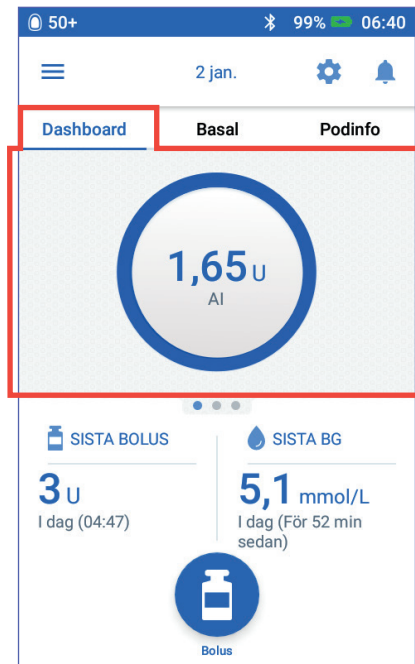 50+ 99% 06:40
2 jan.
Dashboard Basal Podinfo
1,65 U
AI
SISTA BOLUS
3 U
I dag (04:47)
SISTA BG
5,1 mmol/L
I dag (För 52 min
sedan)
Bolus